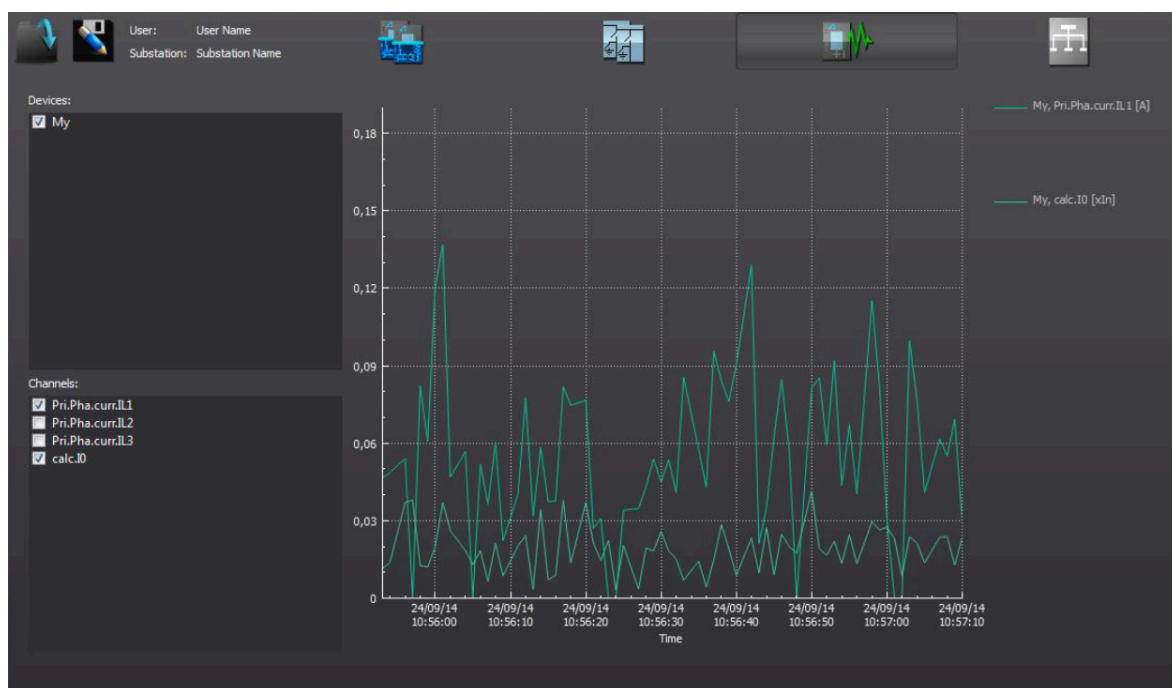 User: User Name
Substation: Substation Name
Devices:
My
Channels:
Pri.Pha.curr.IL1
Pri.Pha.curr.IL2
Pri.Pha.curr.IL3
calc.I0
0,18
0,15
0,12
0,09
0,06
0,03
0
24/09/14 24/09/14 24/09/14 24/09/14 24/09/14 24/09/14 24/09/14 24/09/14
10:56:00 10:56:10 10:56:20 10:56:30 10:56:40 10:56:50 10:57:00 10:57:10
Time
My, Pri.Pha.curr.IL1 [A]
My, calc.I0 [xIn]